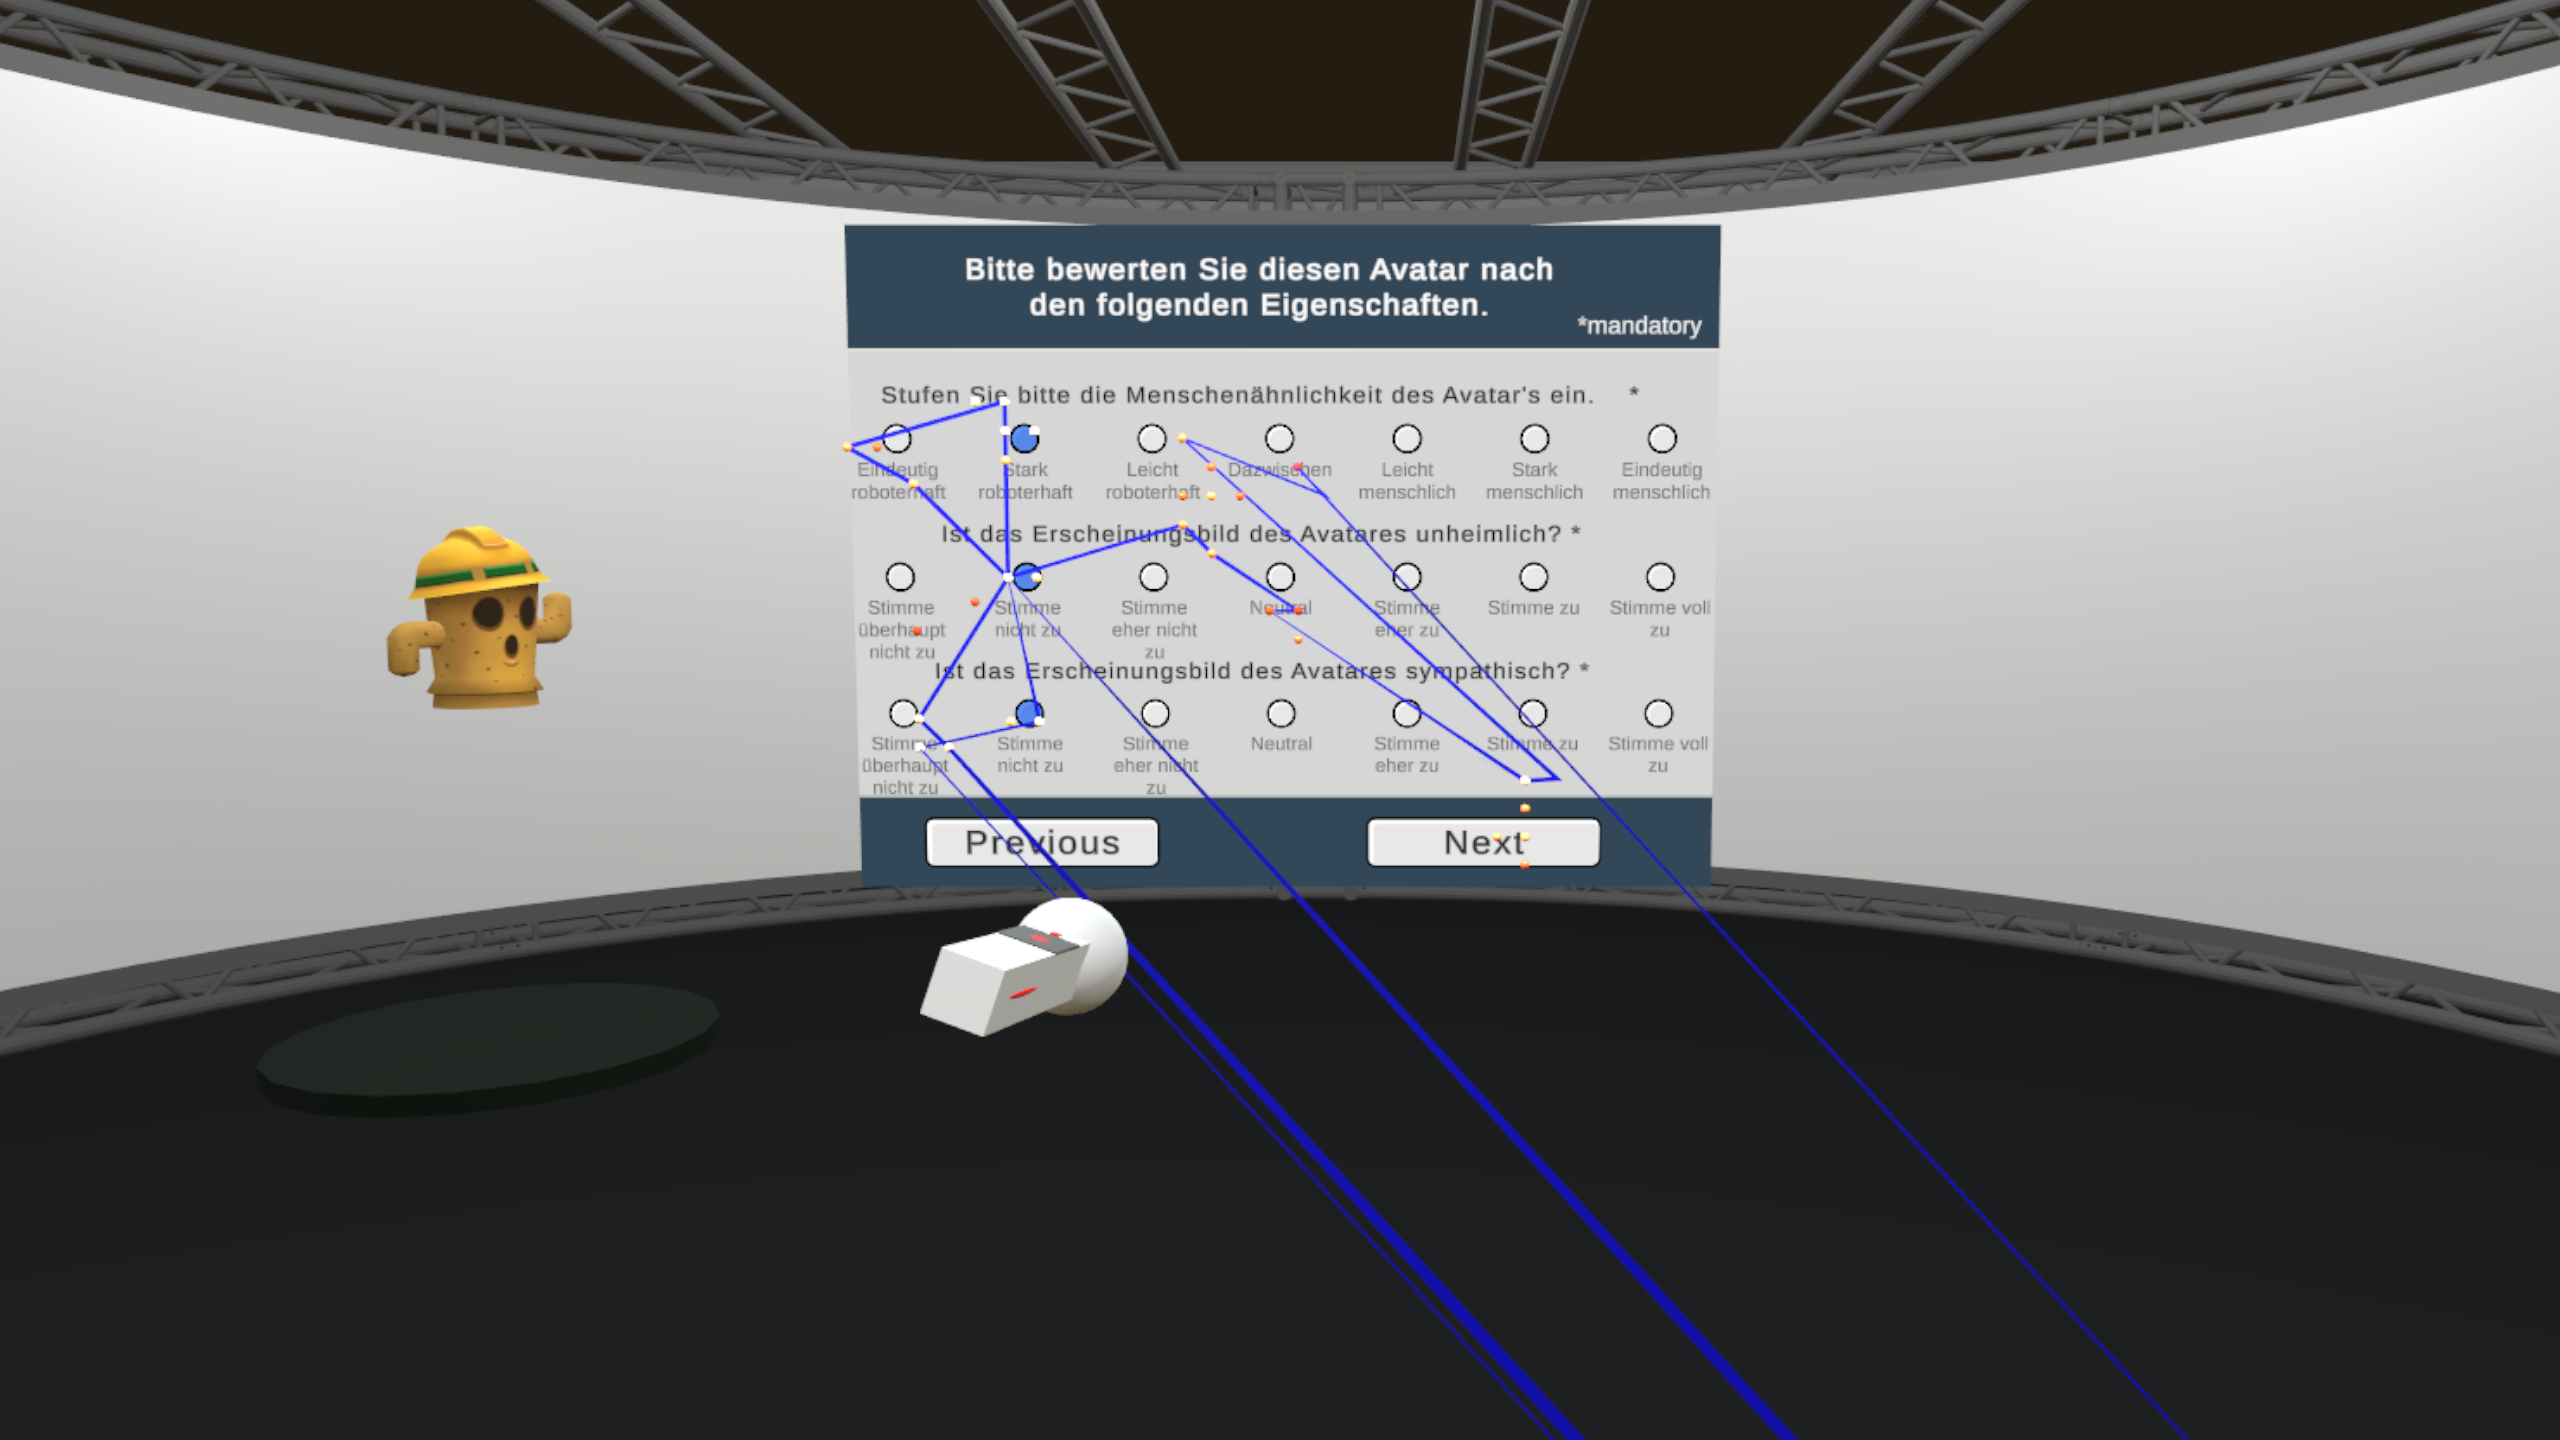 Bitte bewerten Sie diesen Avatar nach
den folgenden Eigenschaften.
*mandatory
Stufen Sie bitte die Menschenähnlichkeit des Avatar's ein. *
Eindeutig roboterhaft
Stark roboterhaft
Leicht roboterhaft
Dazwischen
Leicht menschlich
Stark menschlich
Eindeutig menschlich
Ist das Erscheinungsbild des Avatares unheimlich? *
Stimme überhaupt nicht zu
Stimme nicht zu
Stimme eher nicht zu
Neutral
Stimme eher zu
Stimme zu
Stimme voll zu
Ist das Erscheinungsbild des Avatares sympathisch? *
Stimme überhaupt nicht zu
Stimme nicht zu
Stimme eher nicht zu
Neutral
Stimme eher zu
Stimme zu
Stimme voll zu
Previous
Next